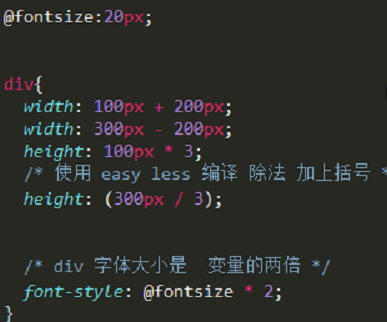 @fontsize:20px;
div{
width: 100px + 200px;
width: 300px - 200px;
height: 100px * 3;
/* 使用 easy less 编译 除法 加上括号 *
height: (300px / 3);
/* div 字体大小是 变量的两倍 */
font-style: @fontsize * 2;
}